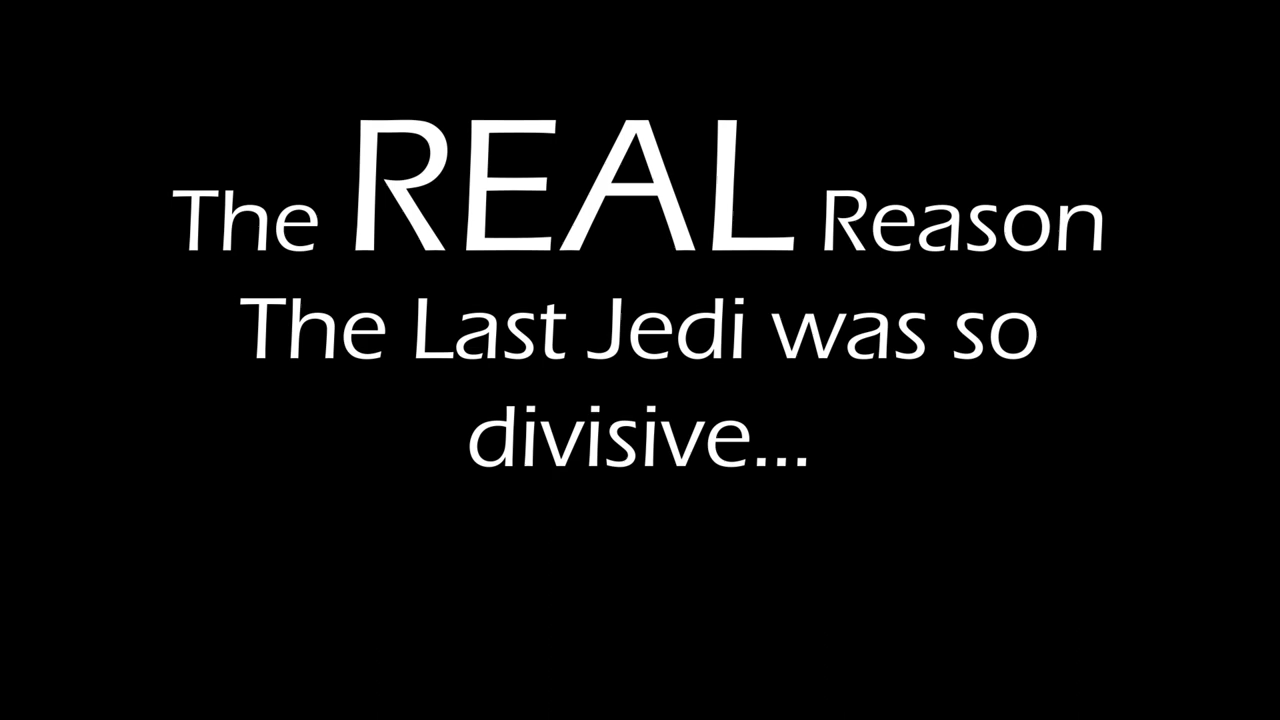 The REAL Reason
The Last Jedi was so
divisive...